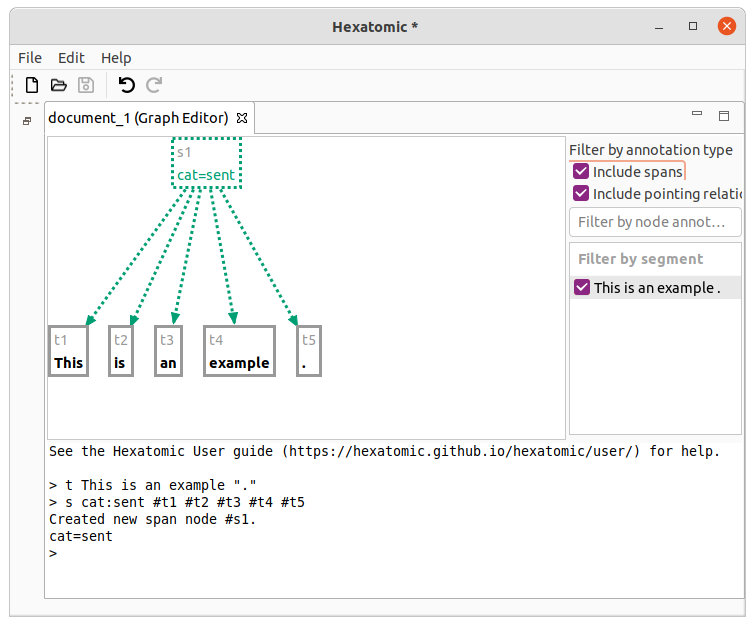 Hexatomic *
File Edit Help
document_1 (Graph Editor)
s1
cat=sent
t1 t2 t3 t4 t5
This is an example .
Filter by annotation type
Include spans
Include pointing relatio
Filter by node annot...
Filter by segment
This is an example .
See the Hexatomic User guide (https://hexatomic.github.io/hexatomic/user/) for help.
> t This is an example "."
> s cat:sent #t1 #t2 #t3 #t4 #t5
Created new span node #s1.
cat=sent
>